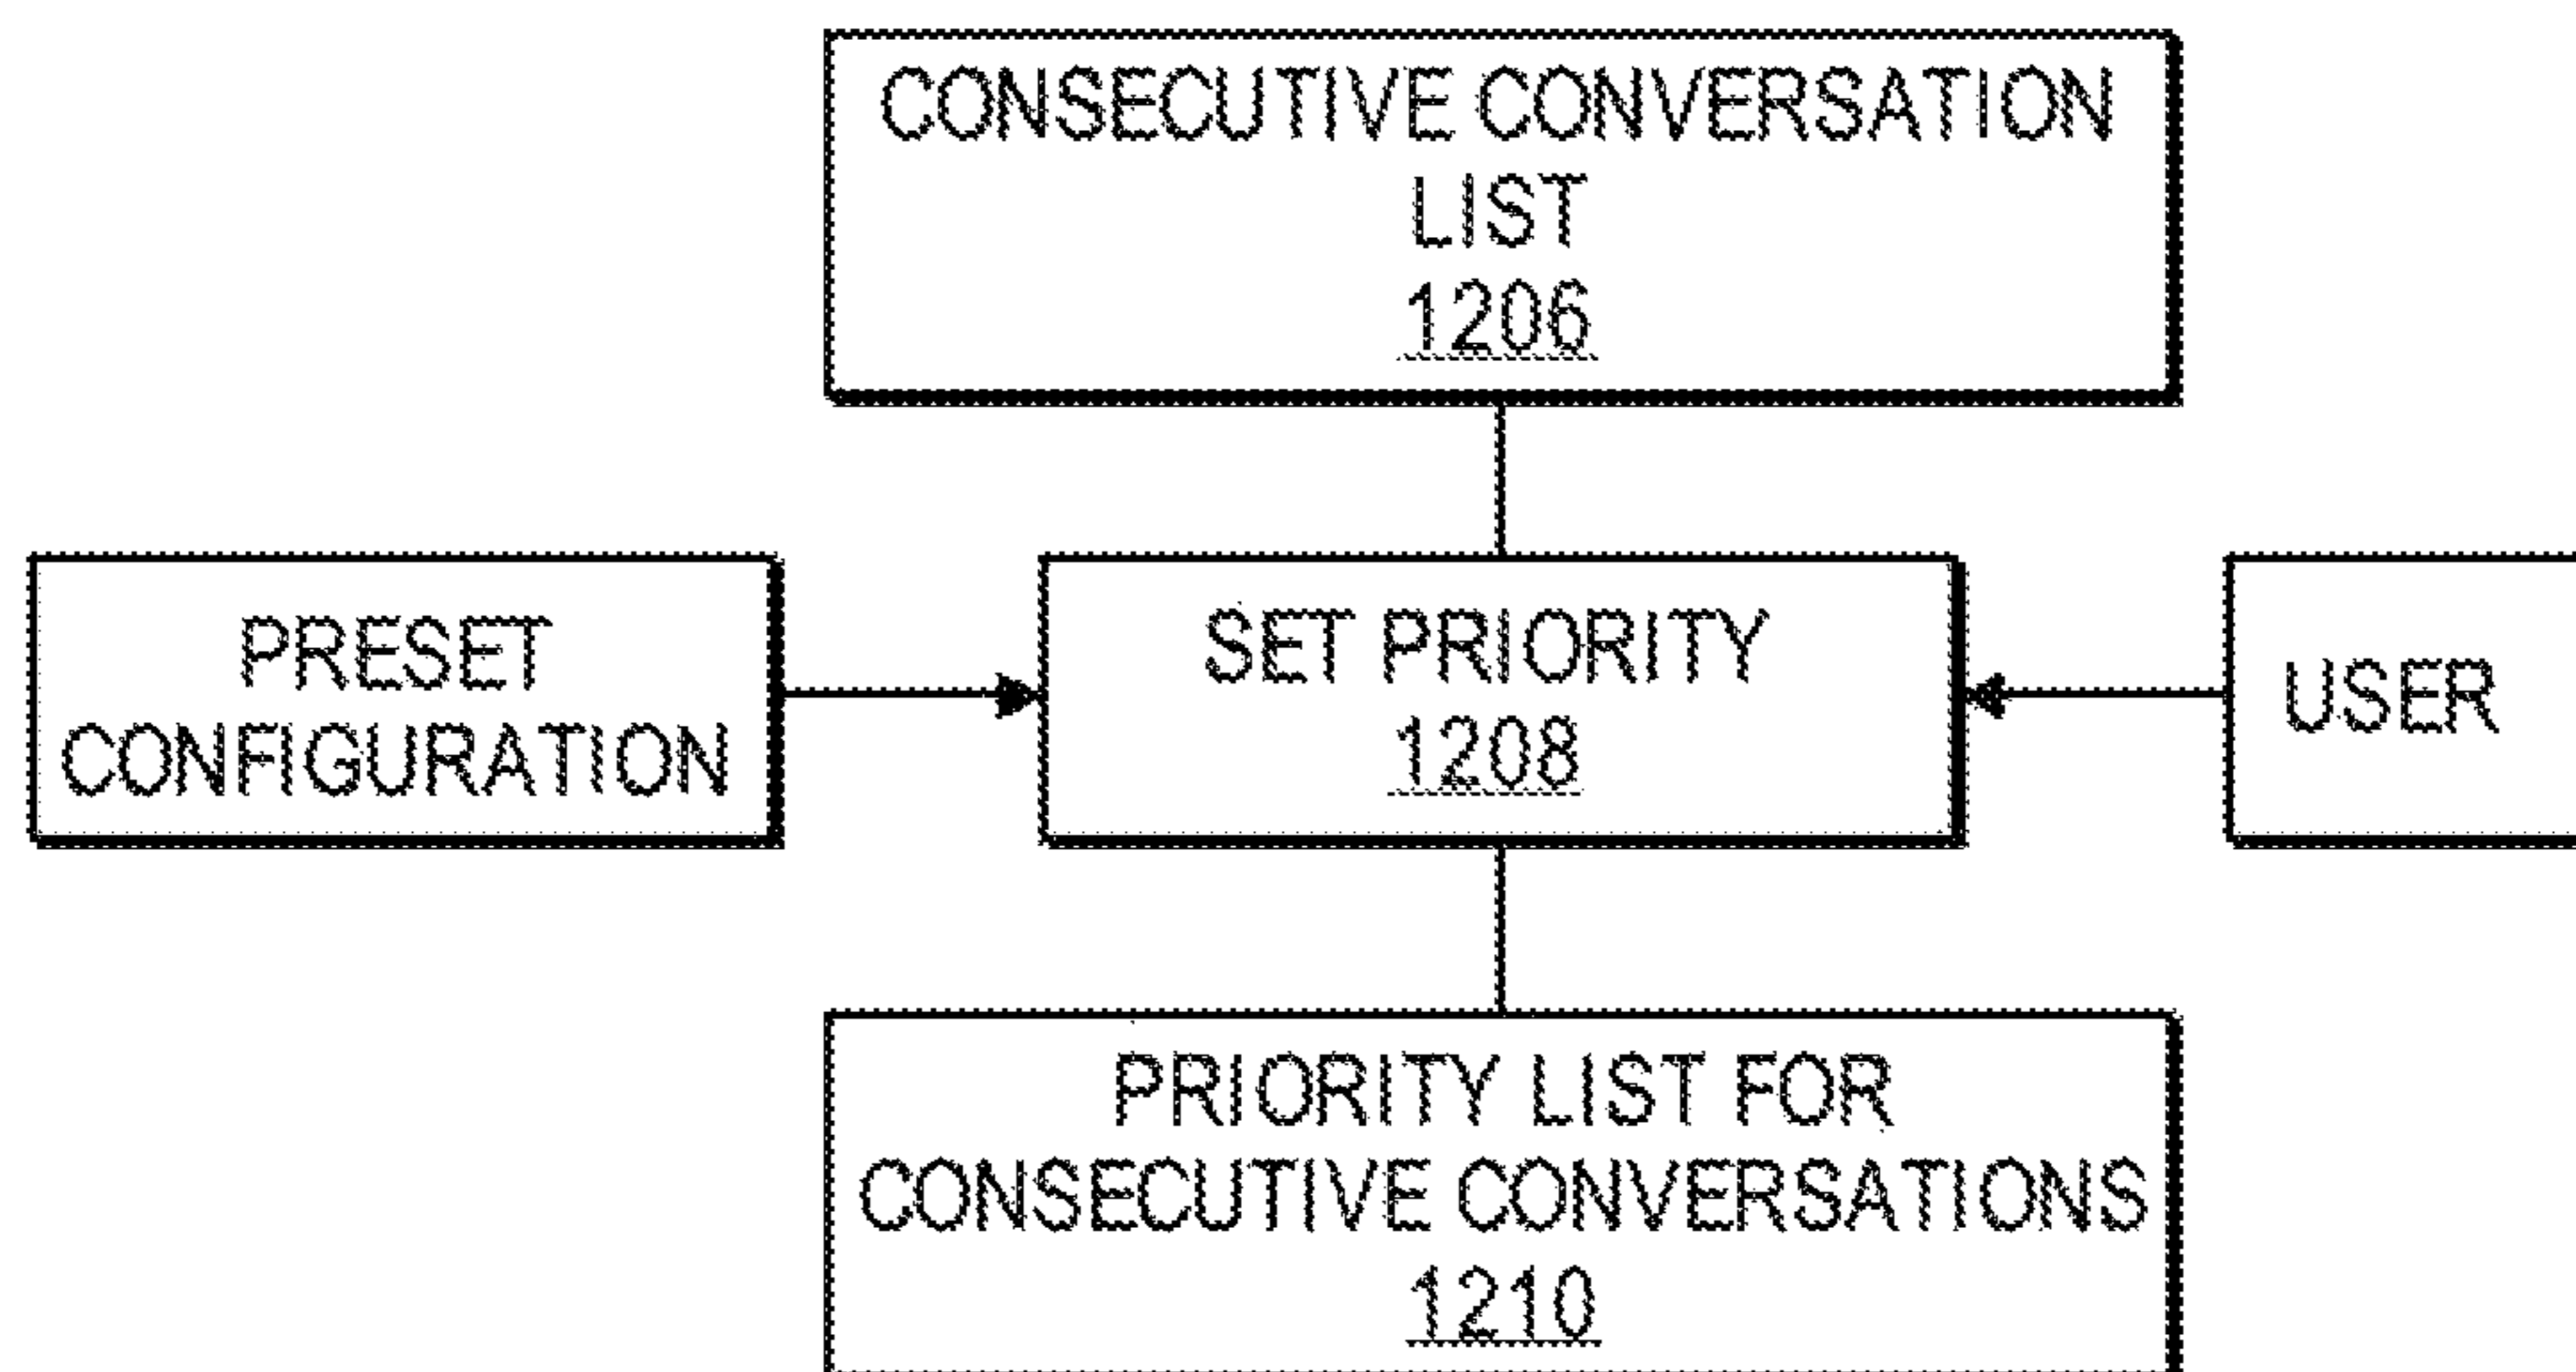 CONSECUTIVE CONVERSATION
LIST
1206
PRESET
CONFIGURATION
SET PRIORITY
1208
USER
PRIORITY LIST FOR
CONSECUTIVE CONVERSATIONS
1210